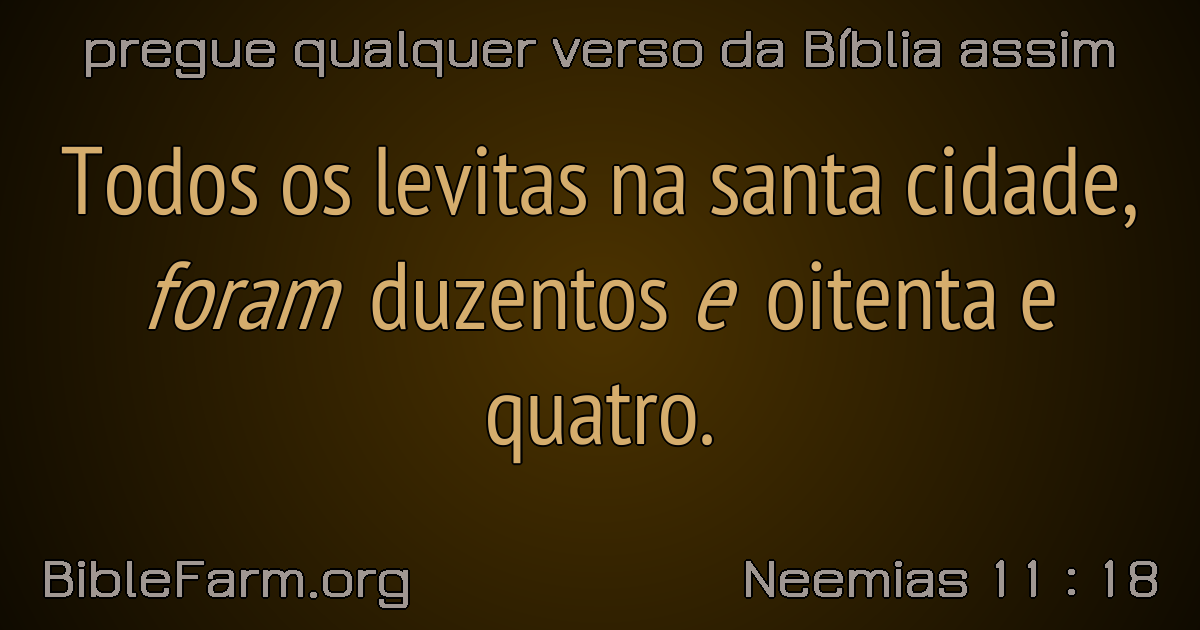 pregue qualquer verso da Bíblia assim
Todos os levitas na santa cidade,
foram duzentos e oitenta e
quatro.
BibleFarm.org
Neemias 11 : 18